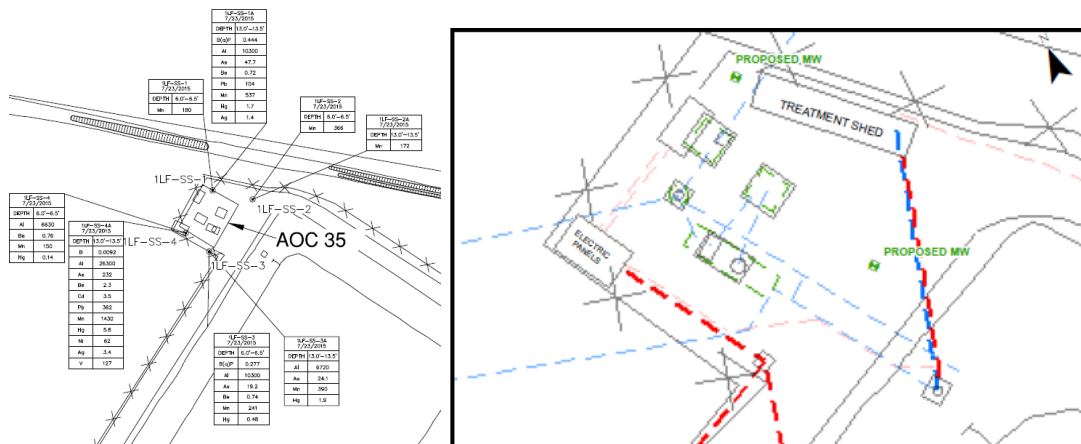 1LF-SS-1A
7/23/2015
DEPTH 13.0'-13.5'
B(a)P 0.444
Al 10300
As 47.7
Be 0.72
Pb 104
Mn 537
Hg 1.7
Ag 1.4
1LF-SS-1
7/23/2015
DEPTH 6.0'-6.5'
Mn 180
1LF-SS-2
7/23/2015
DEPTH 6.0'-6.5'
Mn 366
1LF-SS-2A
7/23/2015
DEPTH 13.0'-13.5'
Mn 172
1LF-SS-1
1LF-SS-2
1LF-SS-4
1LF-SS-3
AOC 35
1LF-SS-4
7/23/2015
DEPTH 6.0'-6.5'
Al 6630
Be 0.76
Mn 150
Hg 0.14
1LF-SS-4A
7/23/2015
DEPTH 13.0'-13.5'
B 0.0092
Al 26300
As 232
Be 2.3
Cd 3.5
Pb 362
Mn 1430
Hg 5.6
Ni 62
Ag 3.4
V 127
1LF-SS-3
7/23/2015
DEPTH 6.0'-6.5'
B(a)P 0.277
Al 10300
As 19.2
Be 0.74
Mn 241
Hg 0.46
1LF-SS-3A
7/23/2015
DEPTH 13.0'-13.5'
Al 6720
As 24.1
Mn 390
Hg 1.9
PROPOSED MW
TREATMENT SHED
ELECTRIC
PANELS
PROPOSED MW